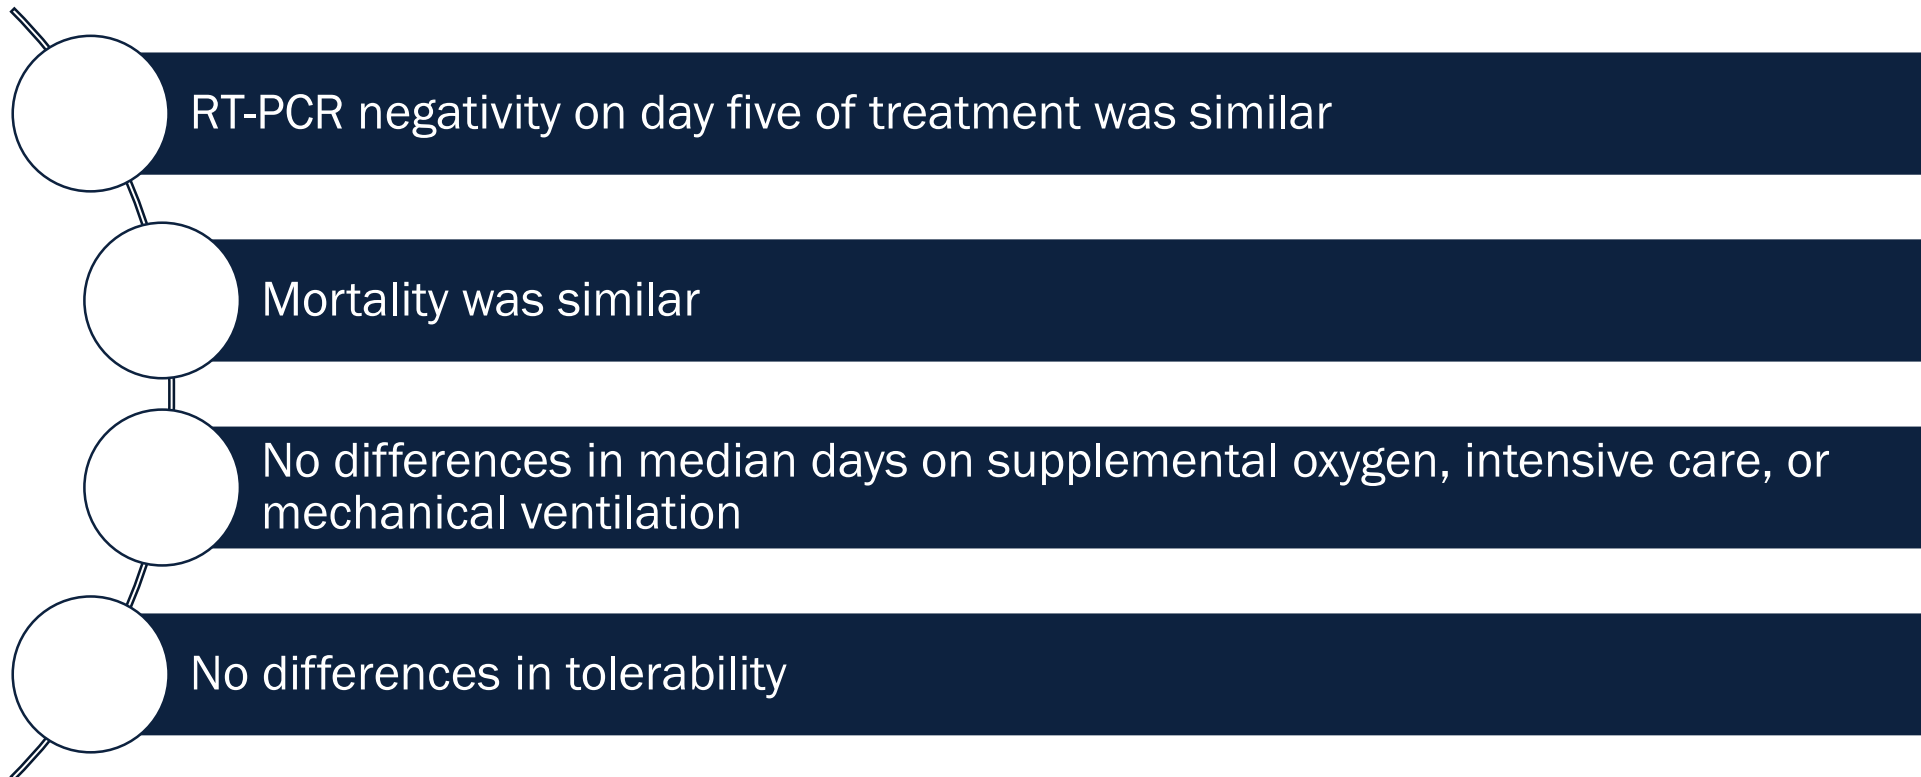 RT-PCR negativity on day five of treatment was similar
Mortality was similar
No differences in median days on supplemental oxygen, intensive care, or
mechanical ventilation
No differences in tolerability